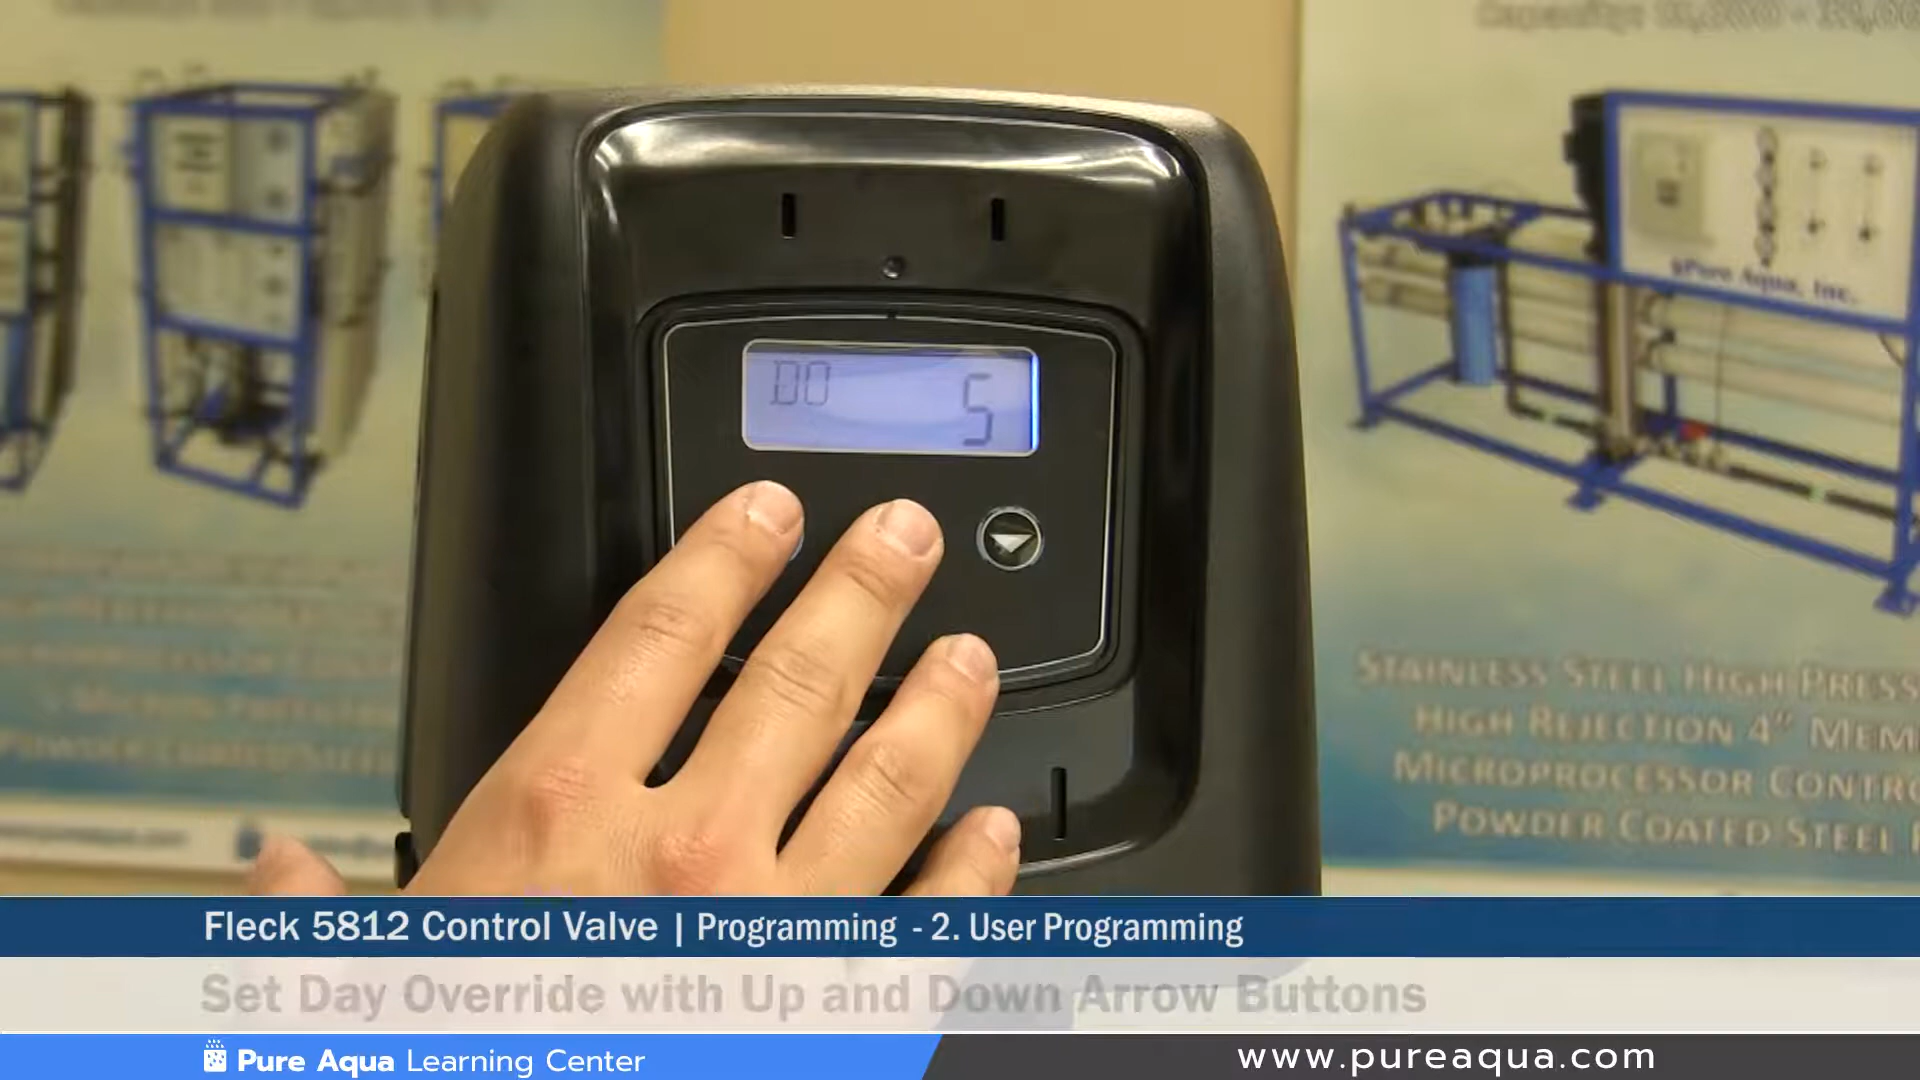 DO 5
Pure Aqua, Inc.
STAINLESS STEEL HIGH PRESS
HIGH REJECTION 4" MEM
MICROPROCESSOR CONTRO
POWDER COATED STEEL F
Fleck 5812 Control Valve | Programming - 2. User Programming
Set Day Override with Up and Down Arrow Buttons
Pure Aqua Learning Center
www.pureaqua.com